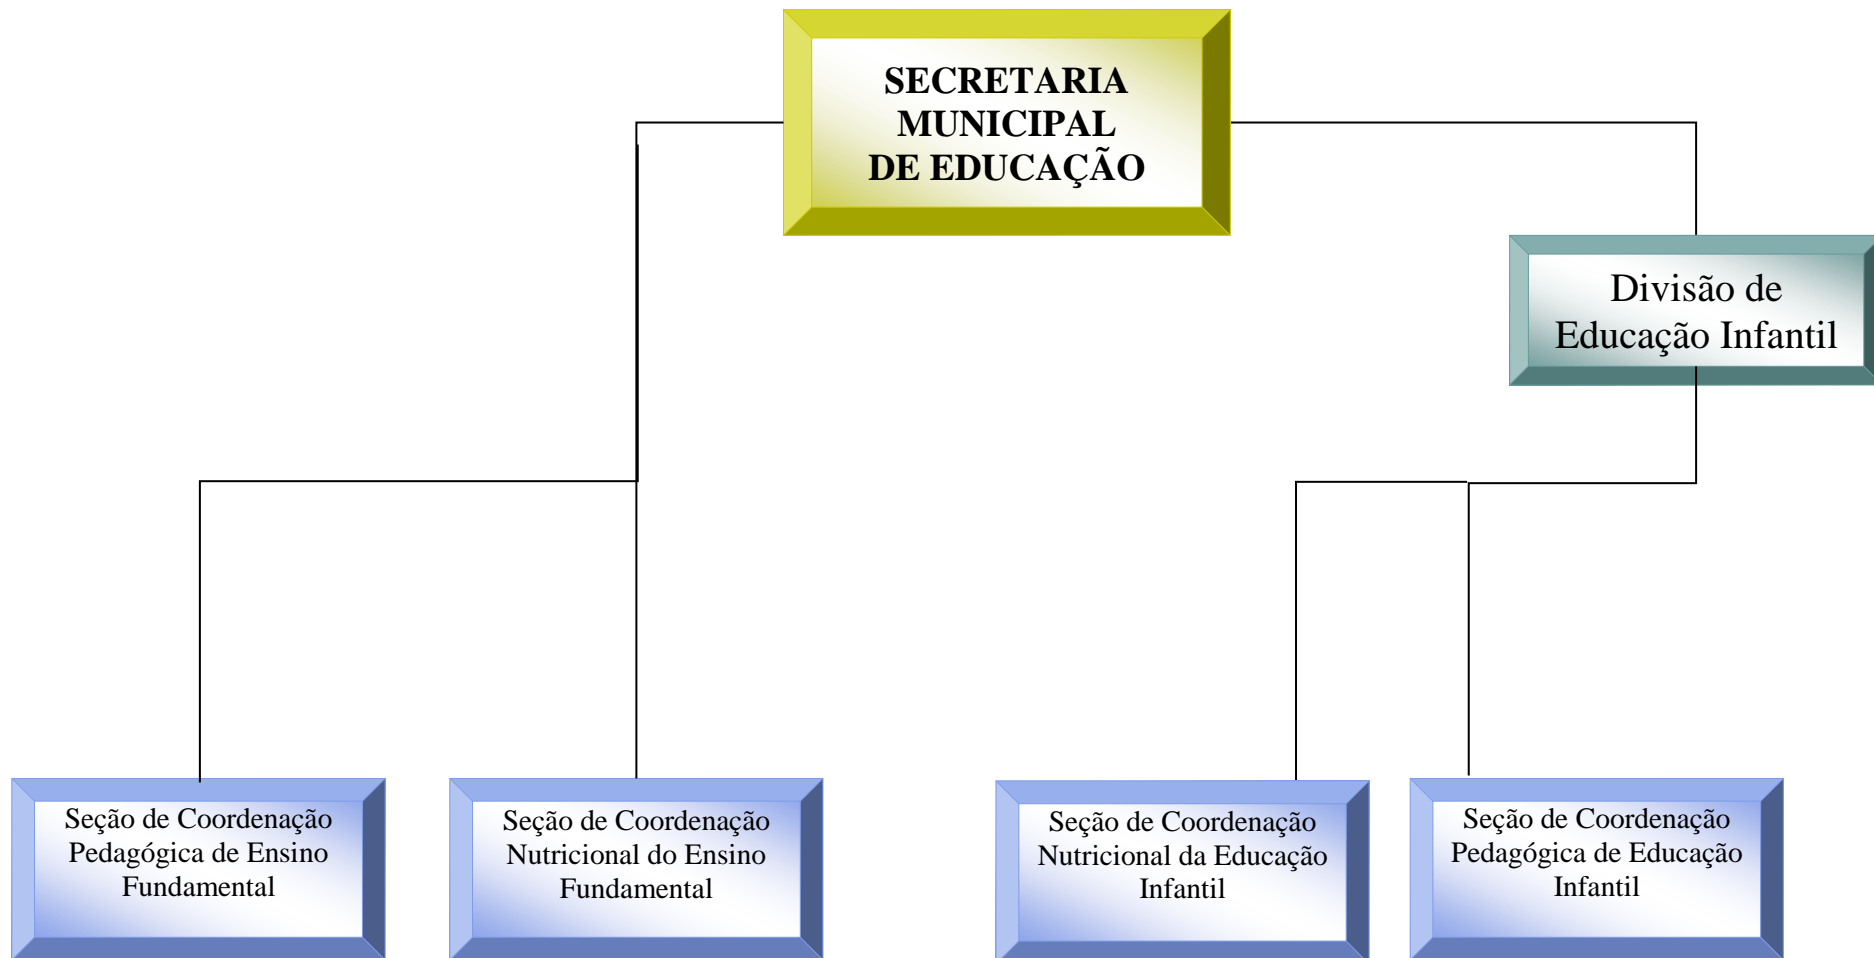 SECRETARIA
MUNICIPAL
DE EDUCAÇÃO
Divisão de
Educação Infantil
Seção de Coordenação
Pedagógica de Ensino
Fundamental
Seção de Coordenação
Nutricional do Ensino
Fundamental
Seção de Coordenação
Nutricional da Educação
Infantil
Seção de Coordenação
Pedagógica de Educação
Infantil